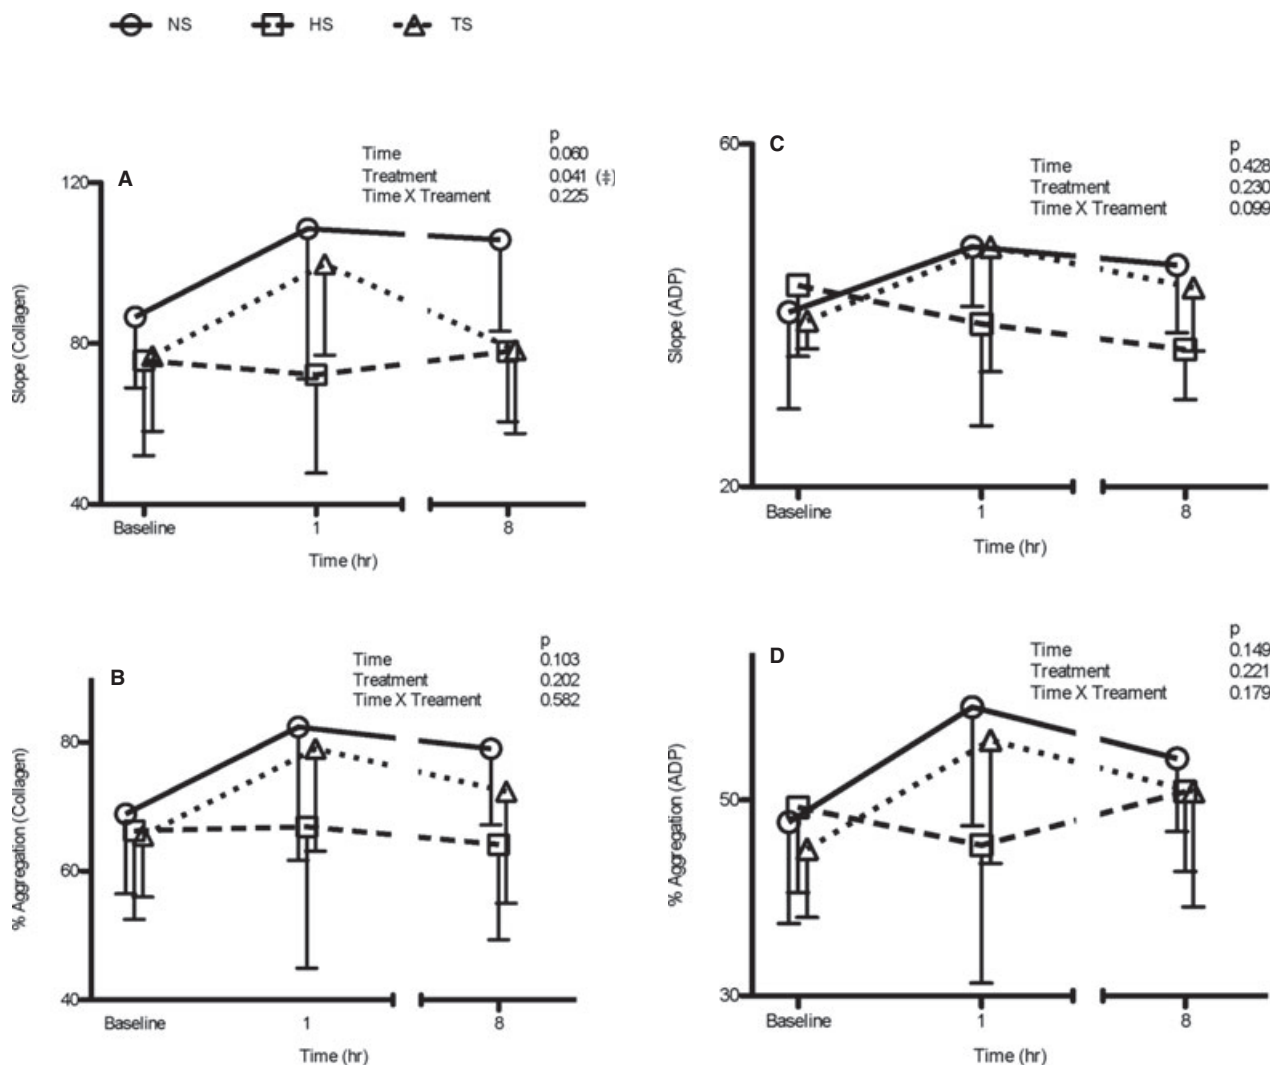 NS HS TS
A
p
Time 0.060
Treatment 0.041 (‡)
Time X Treament 0.225
120
80
40
Slope (Collagen)
Baseline 1 8
Time (hr)
C
p
Time 0.428
Treatment 0.230
Time X Treament 0.099
60
20
Slope (ADP)
Baseline 1 8
Time (hr)
B
p
Time 0.103
Treatment 0.202
Time X Treament 0.582
80
60
40
% Aggregation (Collagen)
Baseline 1 8
Time (hr)
D
p
Time 0.149
Treatment 0.221
Time X Treament 0.179
50
30
% Aggregation (ADP)
Baseline 1 8
Time (hr)